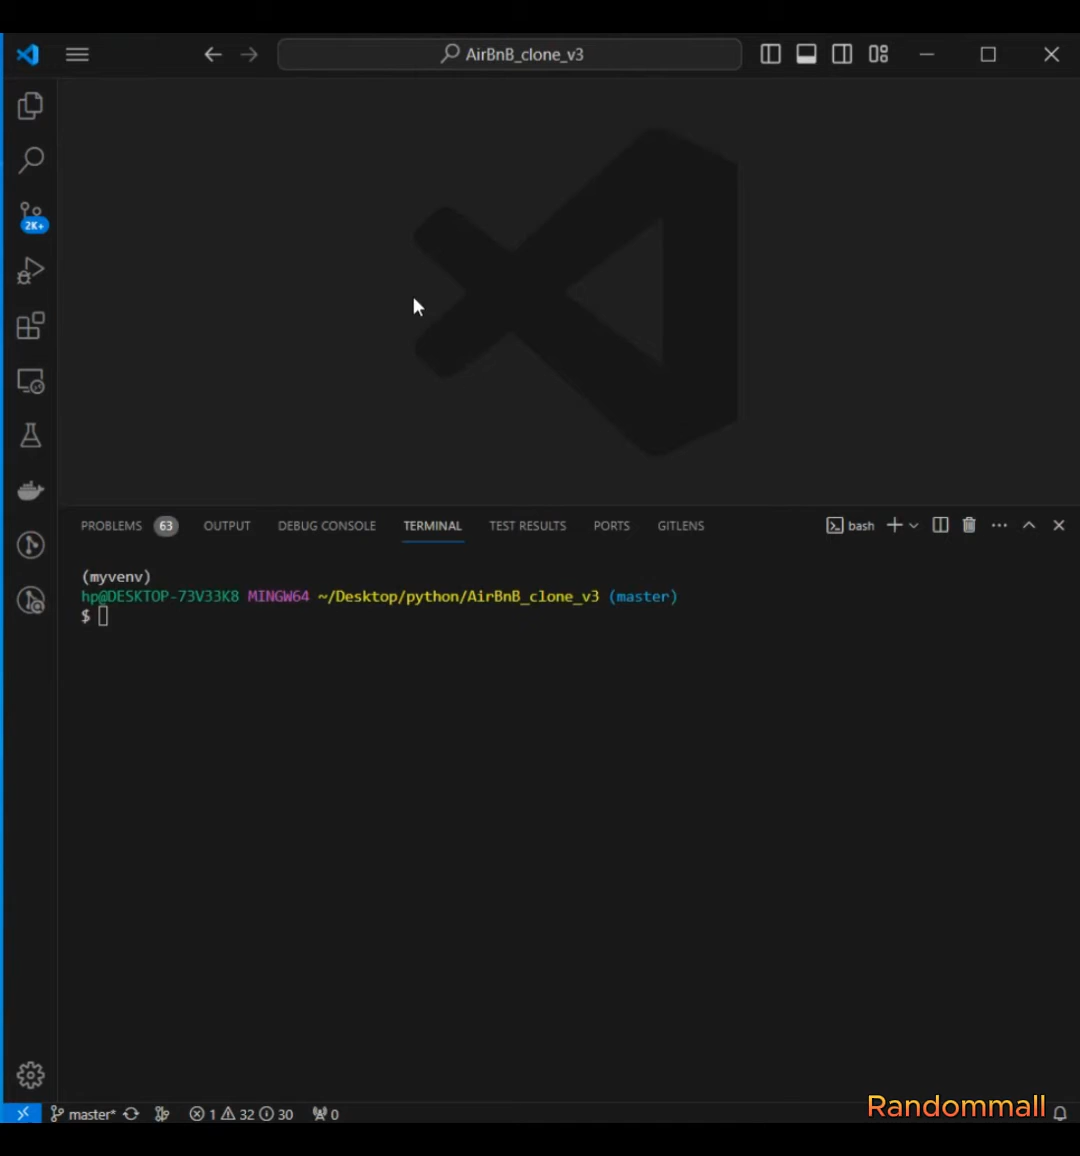 AirBnB_clone_v3
2K+
PROBLEMS 63 OUTPUT DEBUG CONSOLE TERMINAL TEST RESULTS PORTS GITLENS bash
(myvenv)
hp@DESKTOP-73V33K8 MINGW64 ~/Desktop/python/AirBnB_clone_v3 (master)
$
master* 1 32 30 0
Randommall